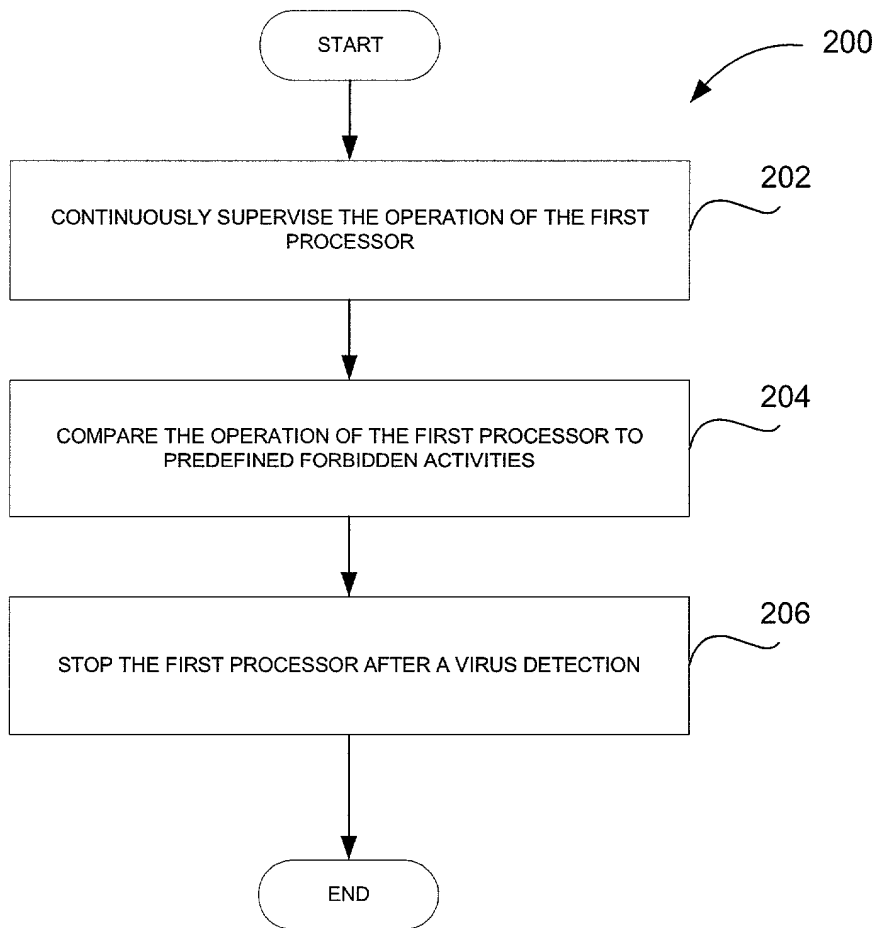 START
200
202
CONTINUOUSLY SUPERVISE THE OPERATION OF THE FIRST
PROCESSOR
204
COMPARE THE OPERATION OF THE FIRST PROCESSOR TO
PREDEFINED FORBIDDEN ACTIVITIES
206
STOP THE FIRST PROCESSOR AFTER A VIRUS DETECTION
END